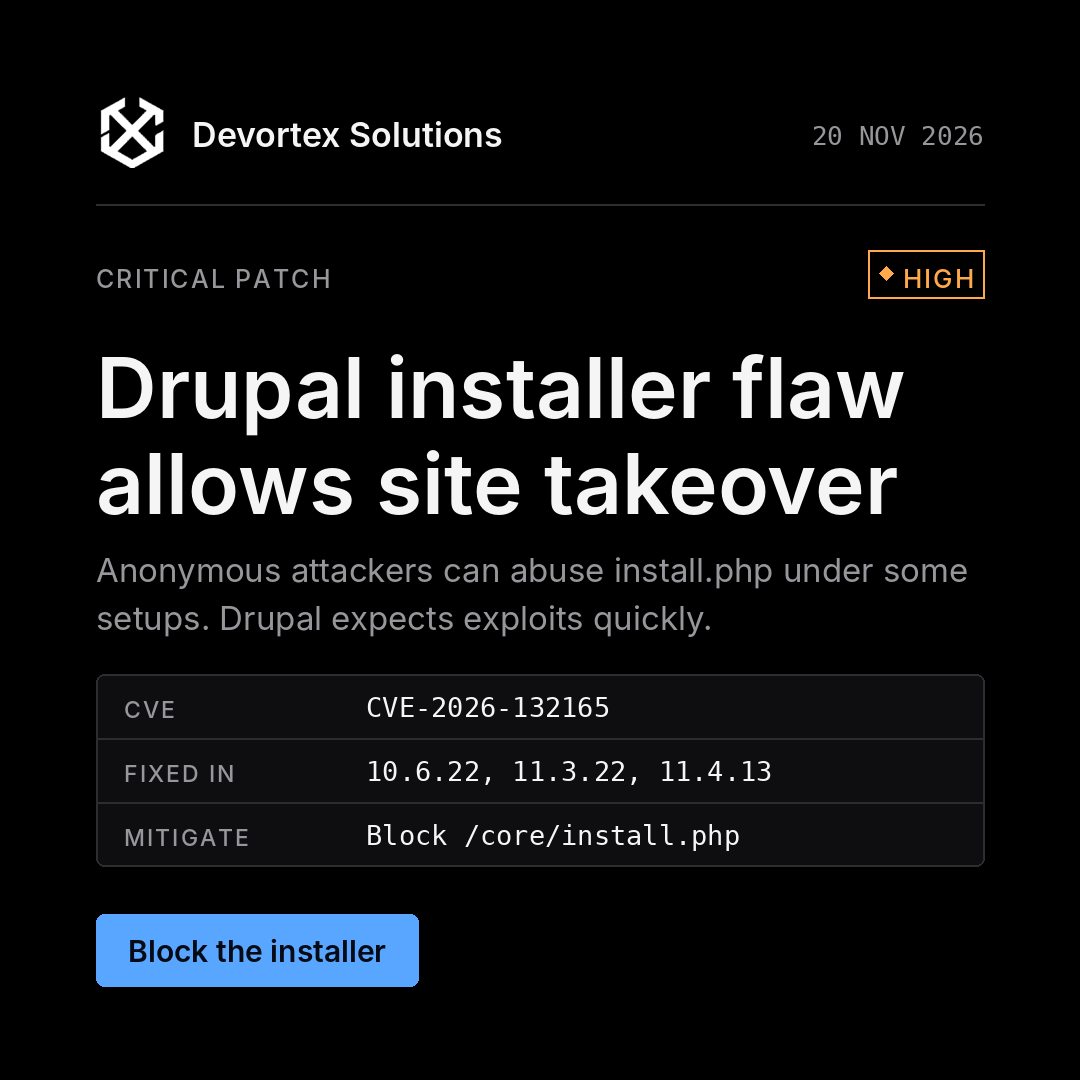 Devortex Solutions
20 NOV 2026
CRITICAL PATCH
HIGH
Drupal installer flaw
allows site takeover
Anonymous attackers can abuse install.php under some
setups. Drupal expects exploits quickly.
CVE CVE-2026-132165
FIXED IN 10.6.22, 11.3.22, 11.4.13
MITIGATE Block /core/install.php
Block the installer